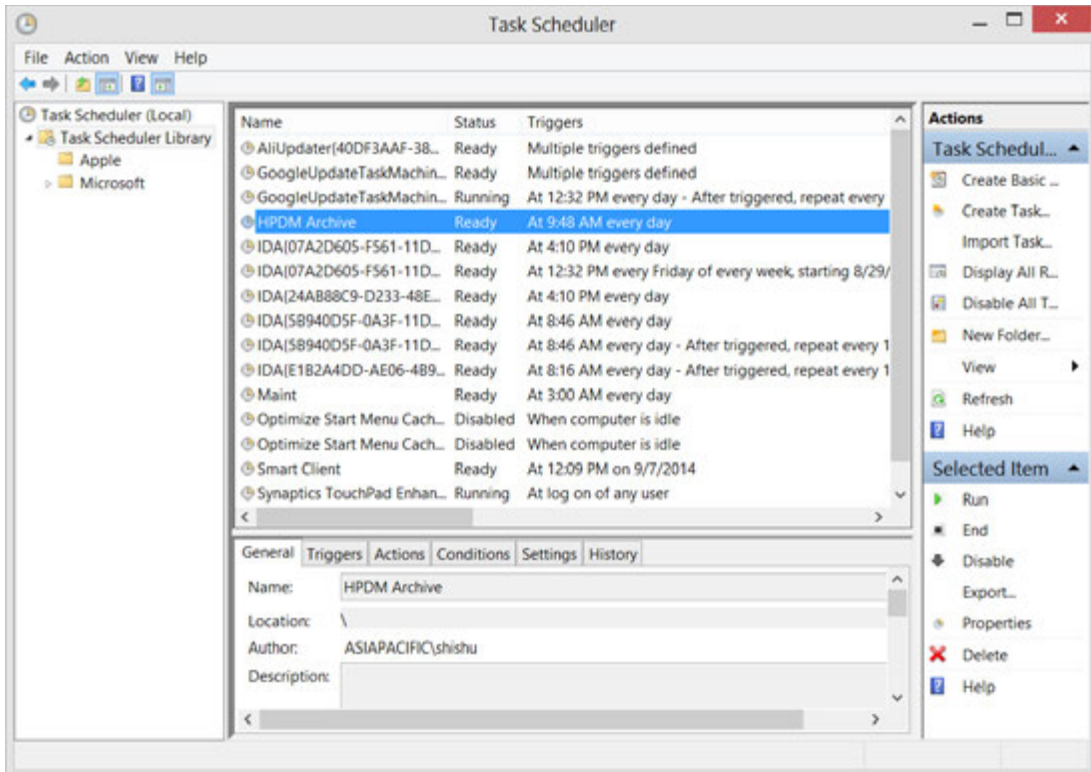 Task Scheduler
File Action View Help
Task Scheduler (Local)
Task Scheduler Library
Apple
Microsoft
Name Status Triggers
AliUpdater{40DF3AAF-38... Ready Multiple triggers defined
GoogleUpdateTaskMachin... Ready Multiple triggers defined
GoogleUpdateTaskMachin... Running At 12:32 PM every day - After triggered, repeat every
HPDM Archive Ready At 9:48 AM every day
IDA{07A2D605-F561-11D... Ready At 4:10 PM every day
IDA{07A2D605-F561-11D... Ready At 12:32 PM every Friday of every week, starting 8/29/
IDA{24AB88C9-D233-48E... Ready At 4:10 PM every day
IDA{5B940D5F-0A3F-11D... Ready At 8:46 AM every day
IDA{5B940D5F-0A3F-11D... Ready At 8:46 AM every day - After triggered, repeat every 1
IDA{E1B2A4DD-AE06-4B9... Ready At 8:16 AM every day - After triggered, repeat every 1
Maint Ready At 3:00 AM every day
Optimize Start Menu Cach... Disabled When computer is idle
Optimize Start Menu Cach... Disabled When computer is idle
Smart Client Ready At 12:09 PM on 9/7/2014
Synaptics TouchPad Enhan... Running At log on of any user
General Triggers Actions Conditions Settings History
Name: HPDM Archive
Location: \
Author: ASIAPACIFIC\shishu
Description:
Actions
Task Schedul...
Create Basic ...
Create Task...
Import Task...
Display All R...
Disable All T...
New Folder...
View
Refresh
Help
Selected Item
Run
End
Disable
Export...
Properties
Delete
Help